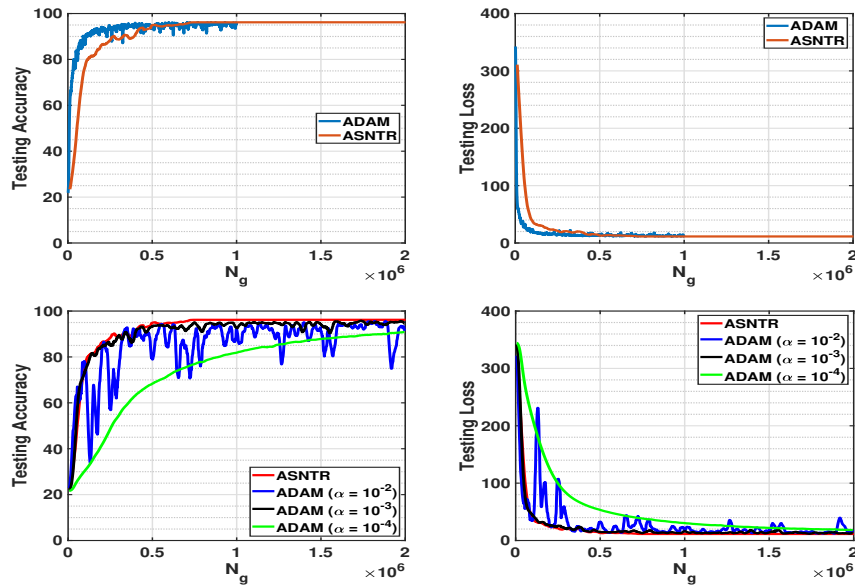 100
80
60
40
20
0
Testing Accuracy
ADAM
ASNTR
0 0.5 1 1.5 2
N_g
×10^6
400
300
200
100
0
Testing Loss
ADAM
ASNTR
0 0.5 1 1.5 2
N_g
×10^6
100
80
60
40
20
0
Testing Accuracy
ASNTR
ADAM (α = 10^-2)
ADAM (α = 10^-3)
ADAM (α = 10^-4)
0 0.5 1 1.5 2
N_g
×10^6
400
300
200
100
0
Testing Loss
ASNTR
ADAM (α = 10^-2)
ADAM (α = 10^-3)
ADAM (α = 10^-4)
0 0.5 1 1.5 2
N_g
×10^6